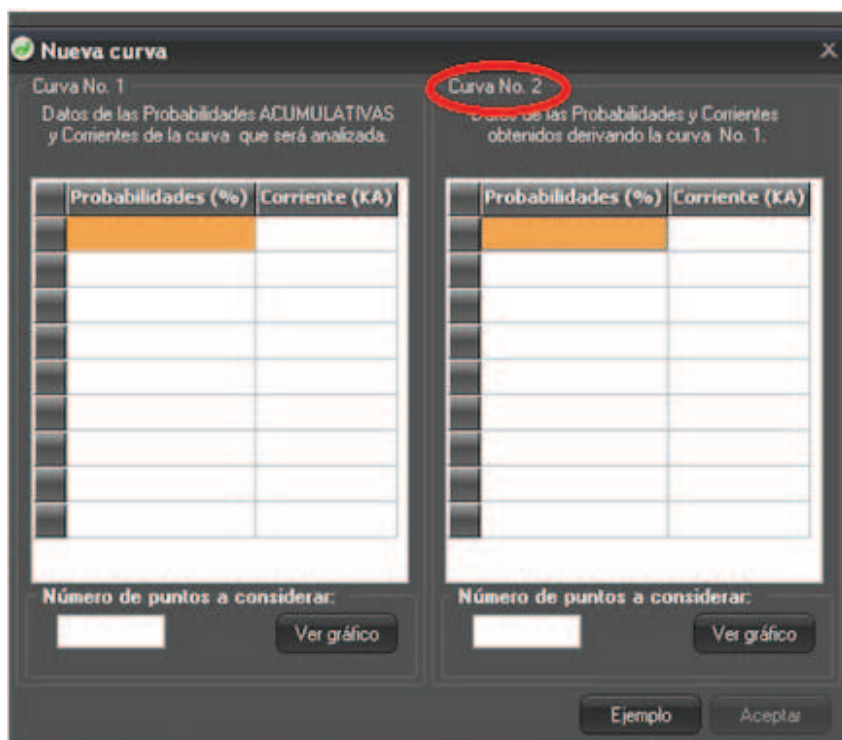 Nueva curva
X
Curva No. 1
Datos de las Probabilidades ACUMULATIVAS
y Corrientes de la curva que será analizada.
Probabilidades (%) Corriente (KA)
Número de puntos a considerar:
Ver gráfico
Curva No. 2
Datos de las Probabilidades y Corrientes
obtenidos derivando la curva No. 1.
Probabilidades (%) Corriente (KA)
Número de puntos a considerar:
Ver gráfico
Ejemplo
Aceptar